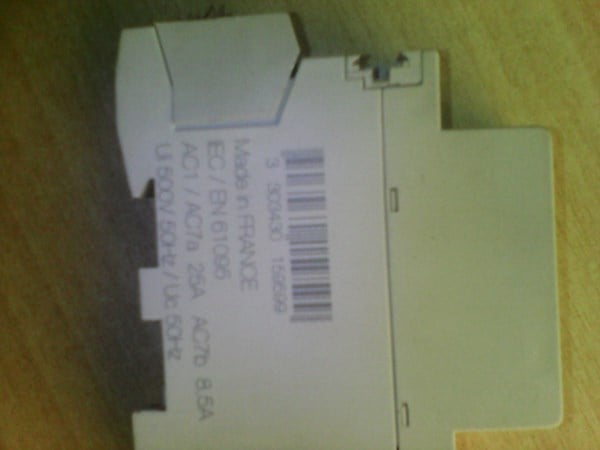 3 303430 159599
Made in FRANCE
IEC / EN 61095
AC1 / AC7a 25A AC7b 8.5A
Ui 500V 50Hz / Uc 50Hz